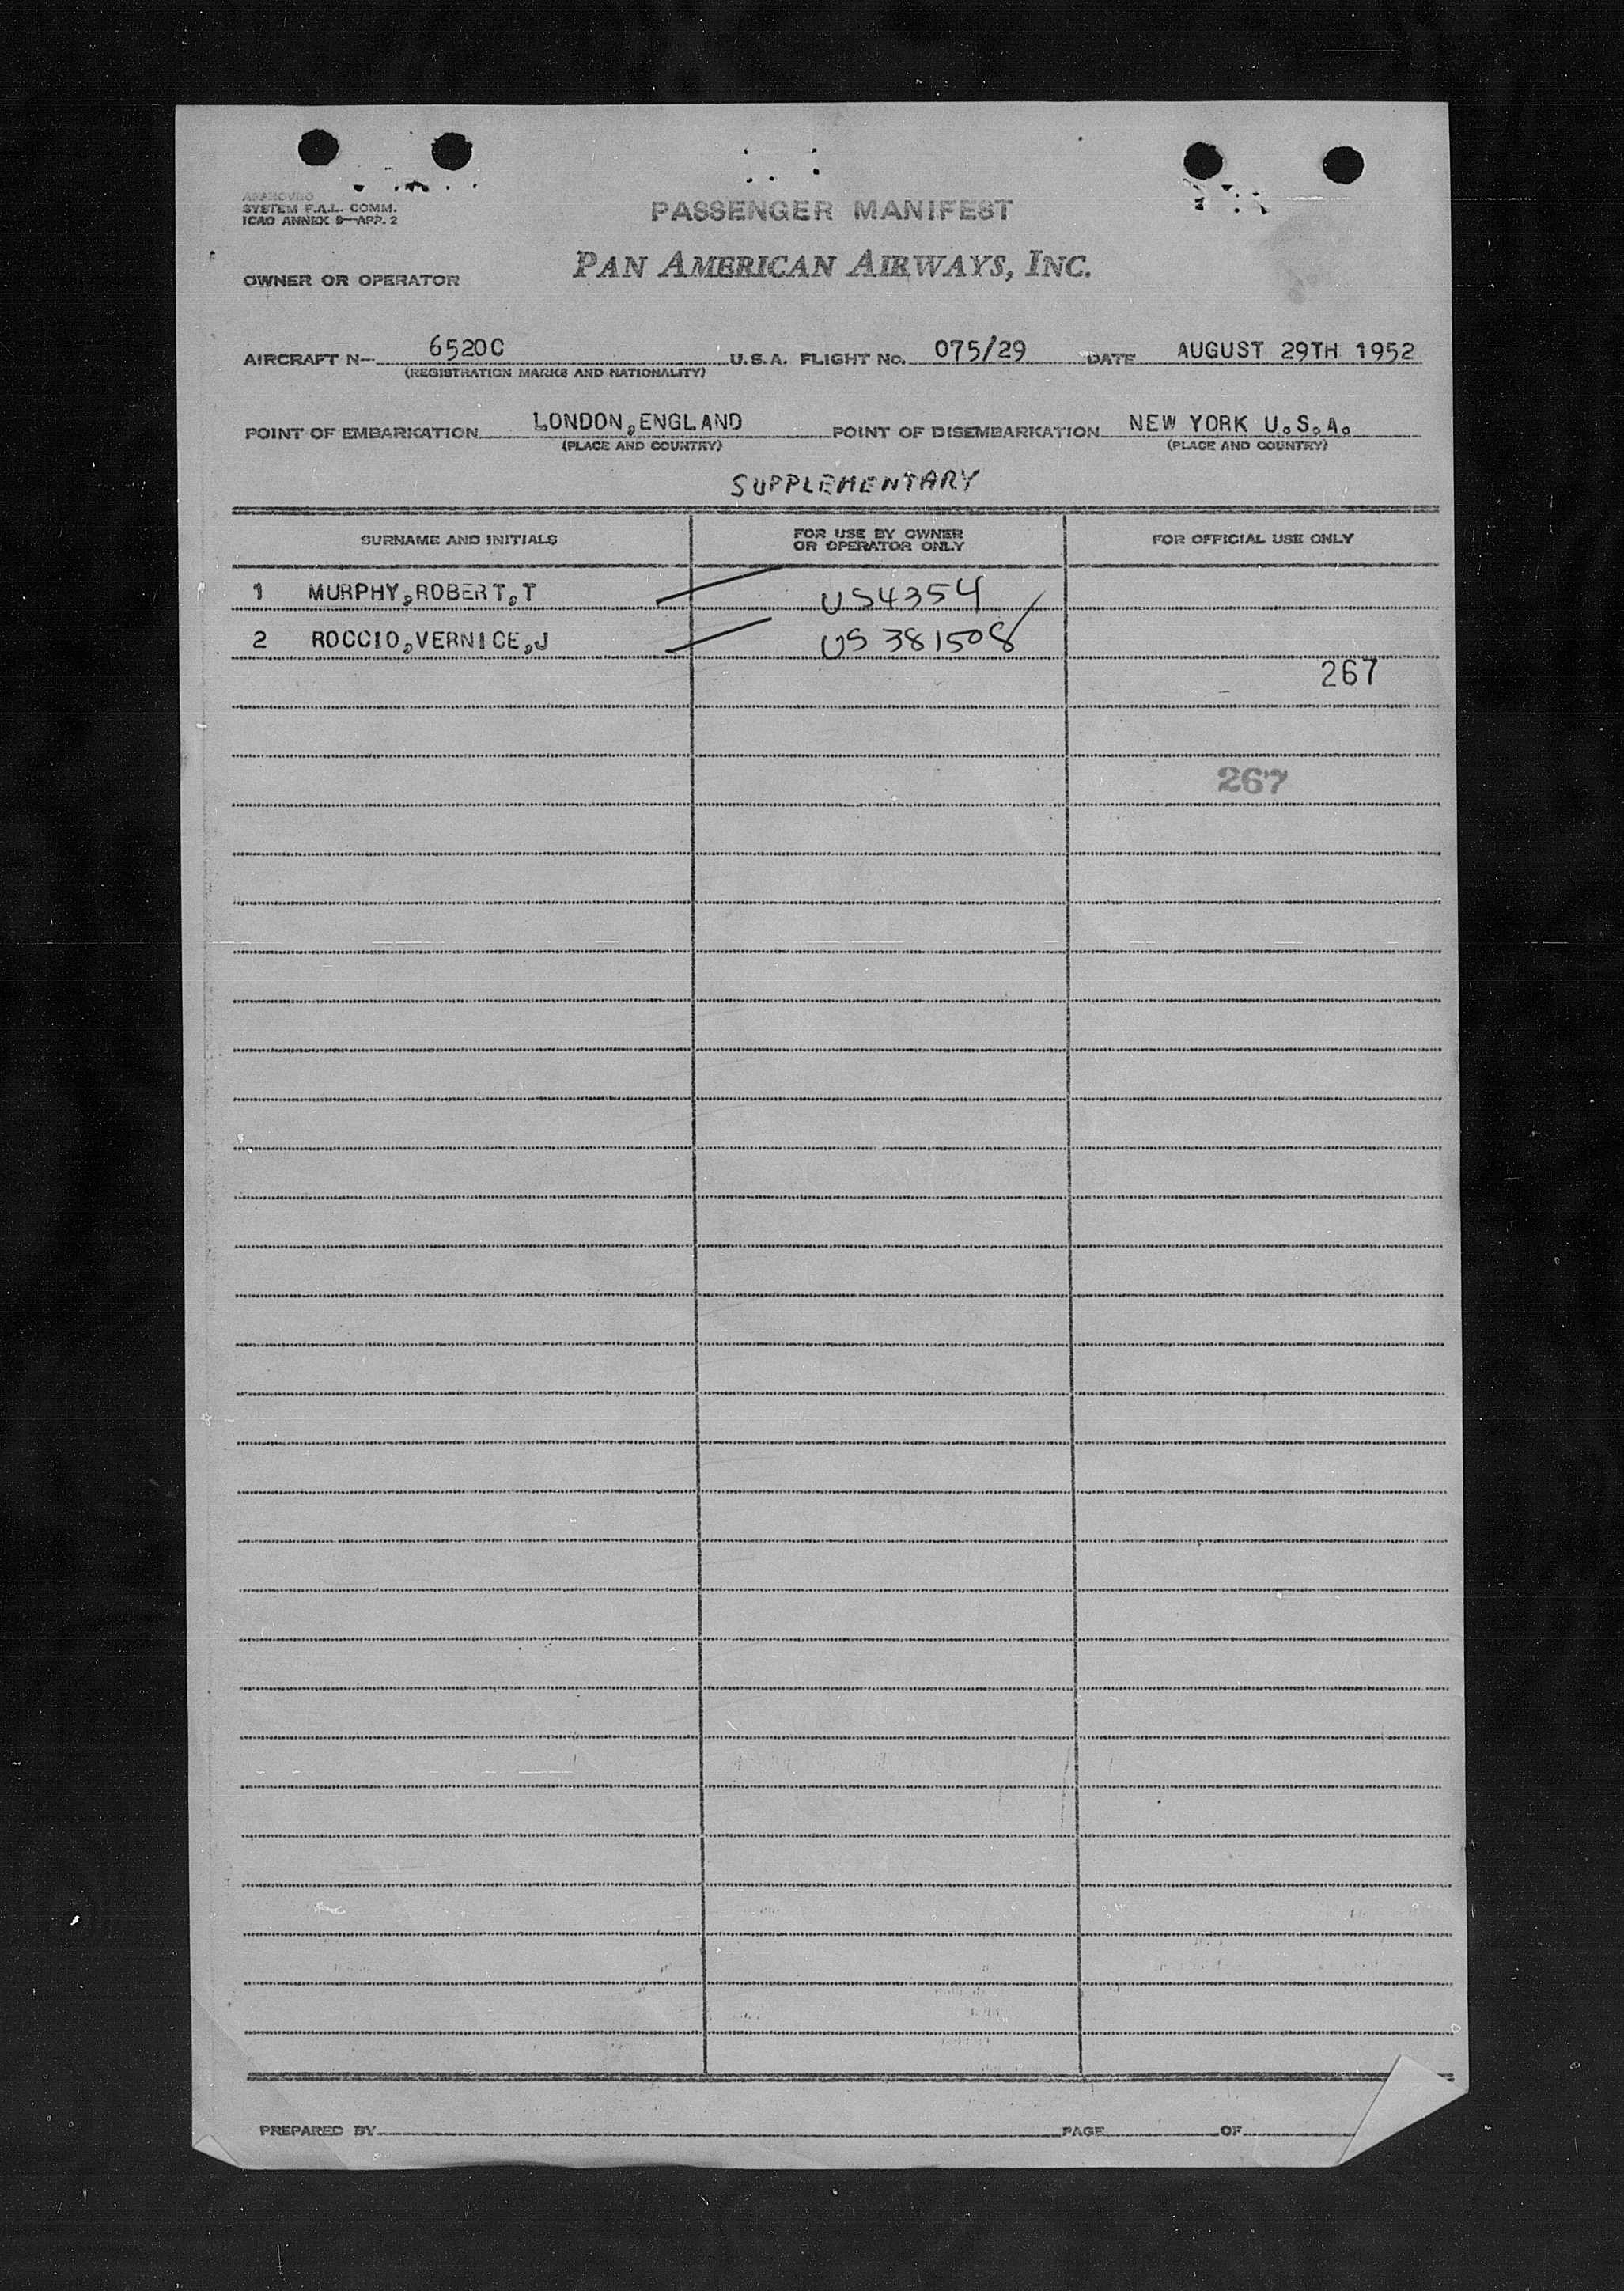 APPROVED
SYSTEM F.A.L. COMM.
ICAO ANNEX 9—APP. 2
PASSENGER MANIFEST
OWNER OR OPERATOR PAN AMERICAN AIRWAYS, INC.
AIRCRAFT N— 6520C U.S.A. FLIGHT No. 075/29 DATE AUGUST 29TH 1952
(REGISTRATION MARKS AND NATIONALITY)
POINT OF EMBARKATION LONDON,ENGLAND POINT OF DISEMBARKATION NEW YORK U.S.A.
(PLACE AND COUNTRY) (PLACE AND COUNTRY)
SUPPLEMENTARY
SURNAME AND INITIALS FOR USE BY OWNER OR OPERATOR ONLY FOR OFFICIAL USE ONLY
1 MURPHY,ROBERT,T US4354
2 ROCCIO,VERNICE,J US 381508
267
267
PREPARED BY PAGE OF